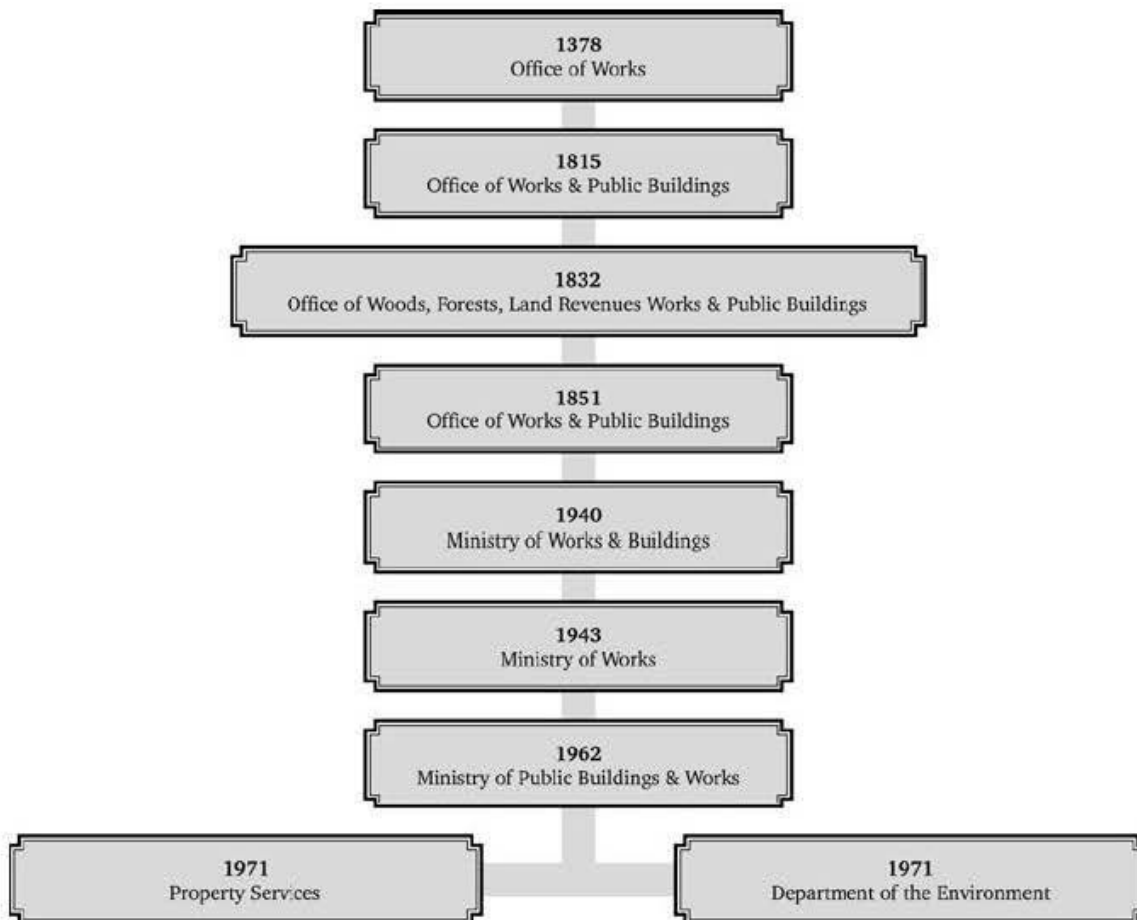 1378
Office of Works
1815
Office of Works & Public Buildings
1832
Office of Woods, Forests, Land Revenues Works & Public Buildings
1851
Office of Works & Public Buildings
1940
Ministry of Works & Buildings
1943
Ministry of Works
1962
Ministry of Public Buildings & Works
1971
Property Services
1971
Department of the Environment